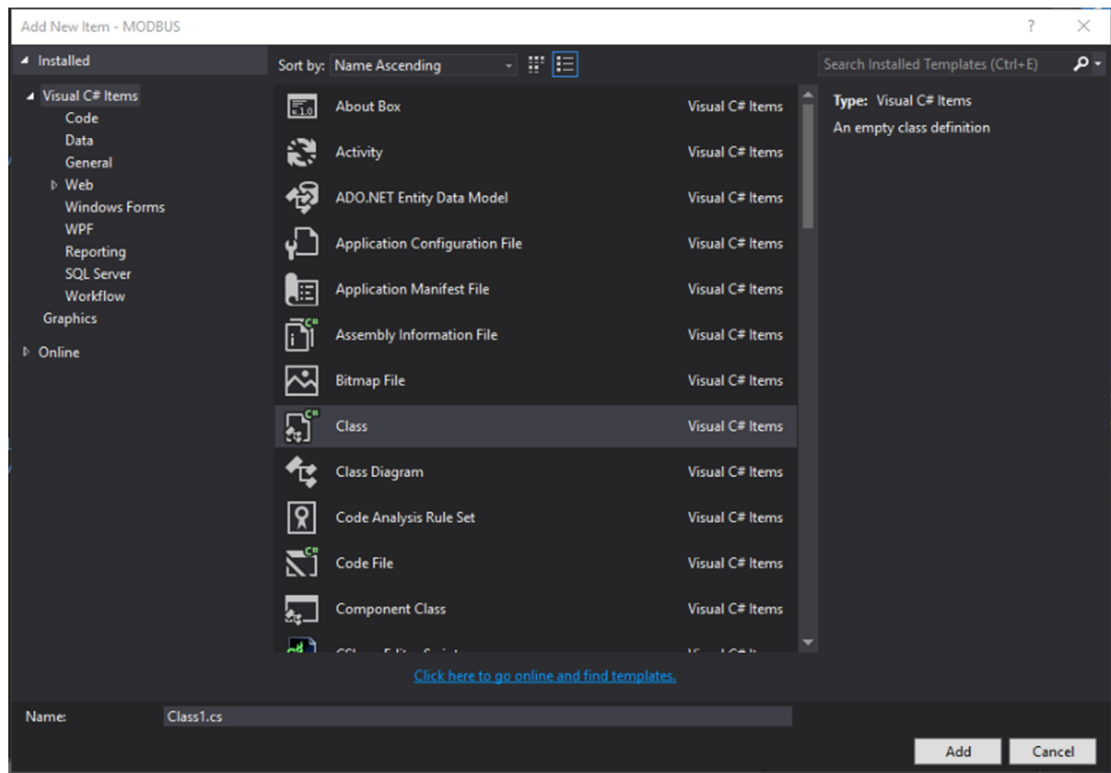 Add New Item - MODBUS
?
Installed
Sort by: Name Ascending
Search Installed Templates (Ctrl+E)
Visual C# Items
Code
Data
General
Web
Windows Forms
WPF
Reporting
SQL Server
Workflow
Graphics
Online
v.1.0
About Box Visual C# Items
Activity Visual C# Items
ADO.NET Entity Data Model Visual C# Items
Application Configuration File Visual C# Items
Application Manifest File Visual C# Items
C# Assembly Information File Visual C# Items
Bitmap File Visual C# Items
C# Class Visual C# Items
Class Diagram Visual C# Items
Code Analysis Rule Set Visual C# Items
C# Code File Visual C# Items
Component Class Visual C# Items
Type: Visual C# Items
An empty class definition
Click here to go online and find templates.
Name: Class1.cs
Add Cancel